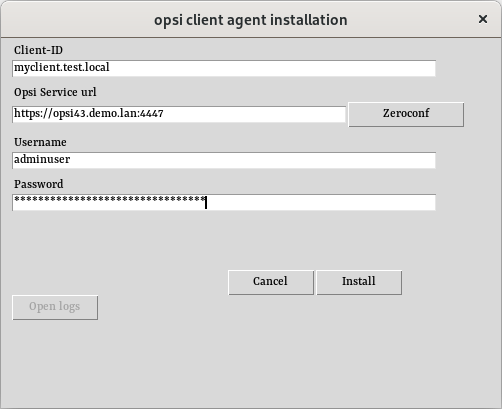 opsi client agent installation
Client-ID
myclient.test.local
Opsi Service url
https://opsi43.demo.lan:4447
Zeroconf
Username
adminuser
Password
********************************
Cancel
Install
Open logs